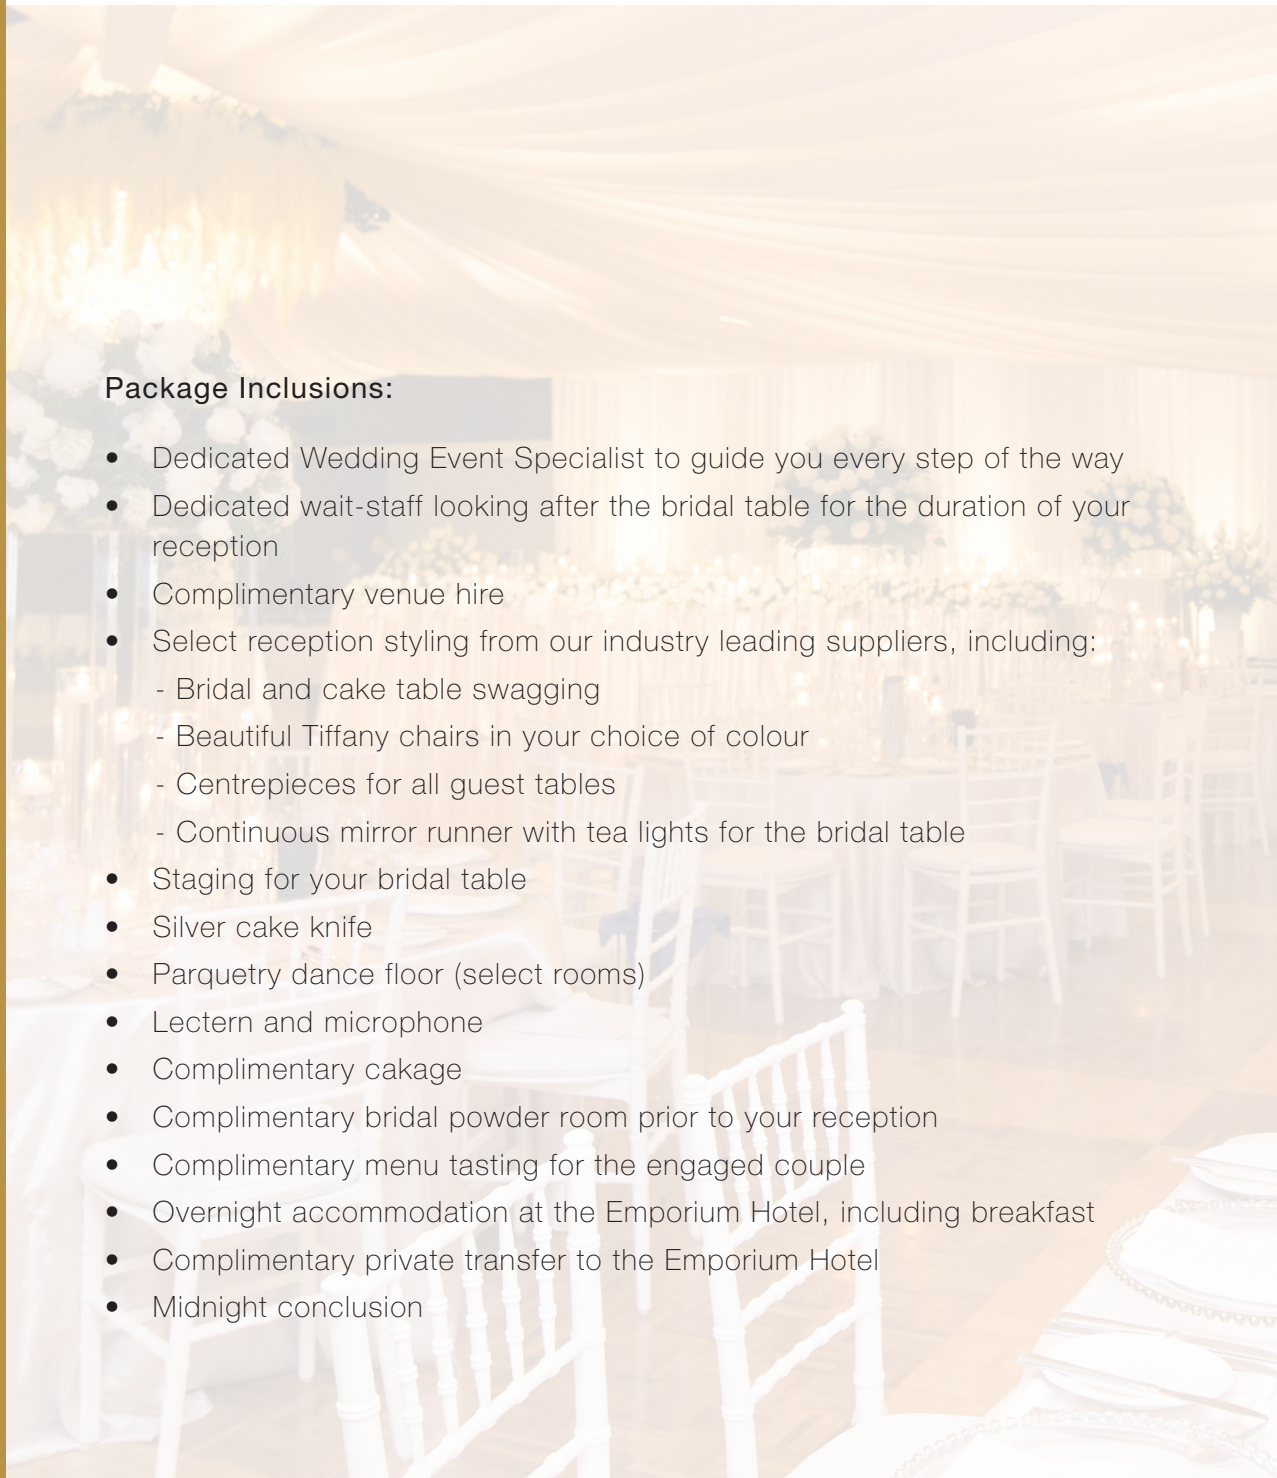 Package Inclusions:
• Dedicated Wedding Event Specialist to guide you every step of the way
• Dedicated wait-staff looking after the bridal table for the duration of your
reception
• Complimentary venue hire
• Select reception styling from our industry leading suppliers, including:
- Bridal and cake table swagging
- Beautiful Tiffany chairs in your choice of colour
- Centrepieces for all guest tables
- Continuous mirror runner with tea lights for the bridal table
• Staging for your bridal table
• Silver cake knife
• Parquetry dance floor (select rooms)
• Lectern and microphone
• Complimentary cakage
• Complimentary bridal powder room prior to your reception
• Complimentary menu tasting for the engaged couple
• Overnight accommodation at the Emporium Hotel, including breakfast
• Complimentary private transfer to the Emporium Hotel
• Midnight conclusion